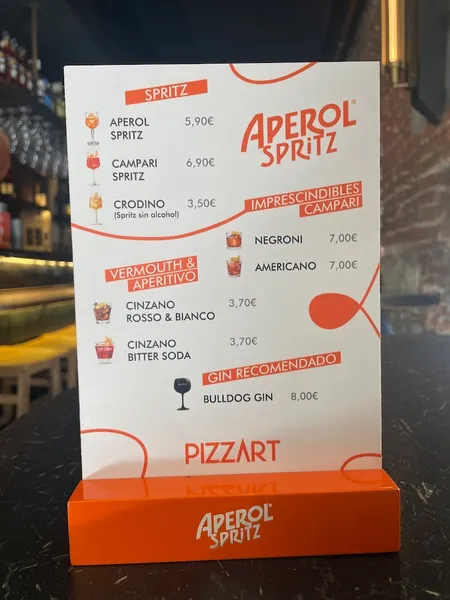 SPRITZ
APEROL
SPRITZ
5,90€
CAMPARI
SPRITZ
6,90€
CRODINO
(Spritz sin alcohol)
3,50€
APEROL®
SPRITZ
IMPRESCINDIBLES
CAMPARI
NEGRONI 7,00€
AMERICANO 7,00€
VERMOUTH &
APERITIVO
CINZANO
ROSSO & BIANCO
3,70€
CINZANO
BITTER SODA
3,70€
GIN RECOMENDADO
BULLDOG GIN 8,00€
PIZZART
APEROL
SPRITZ